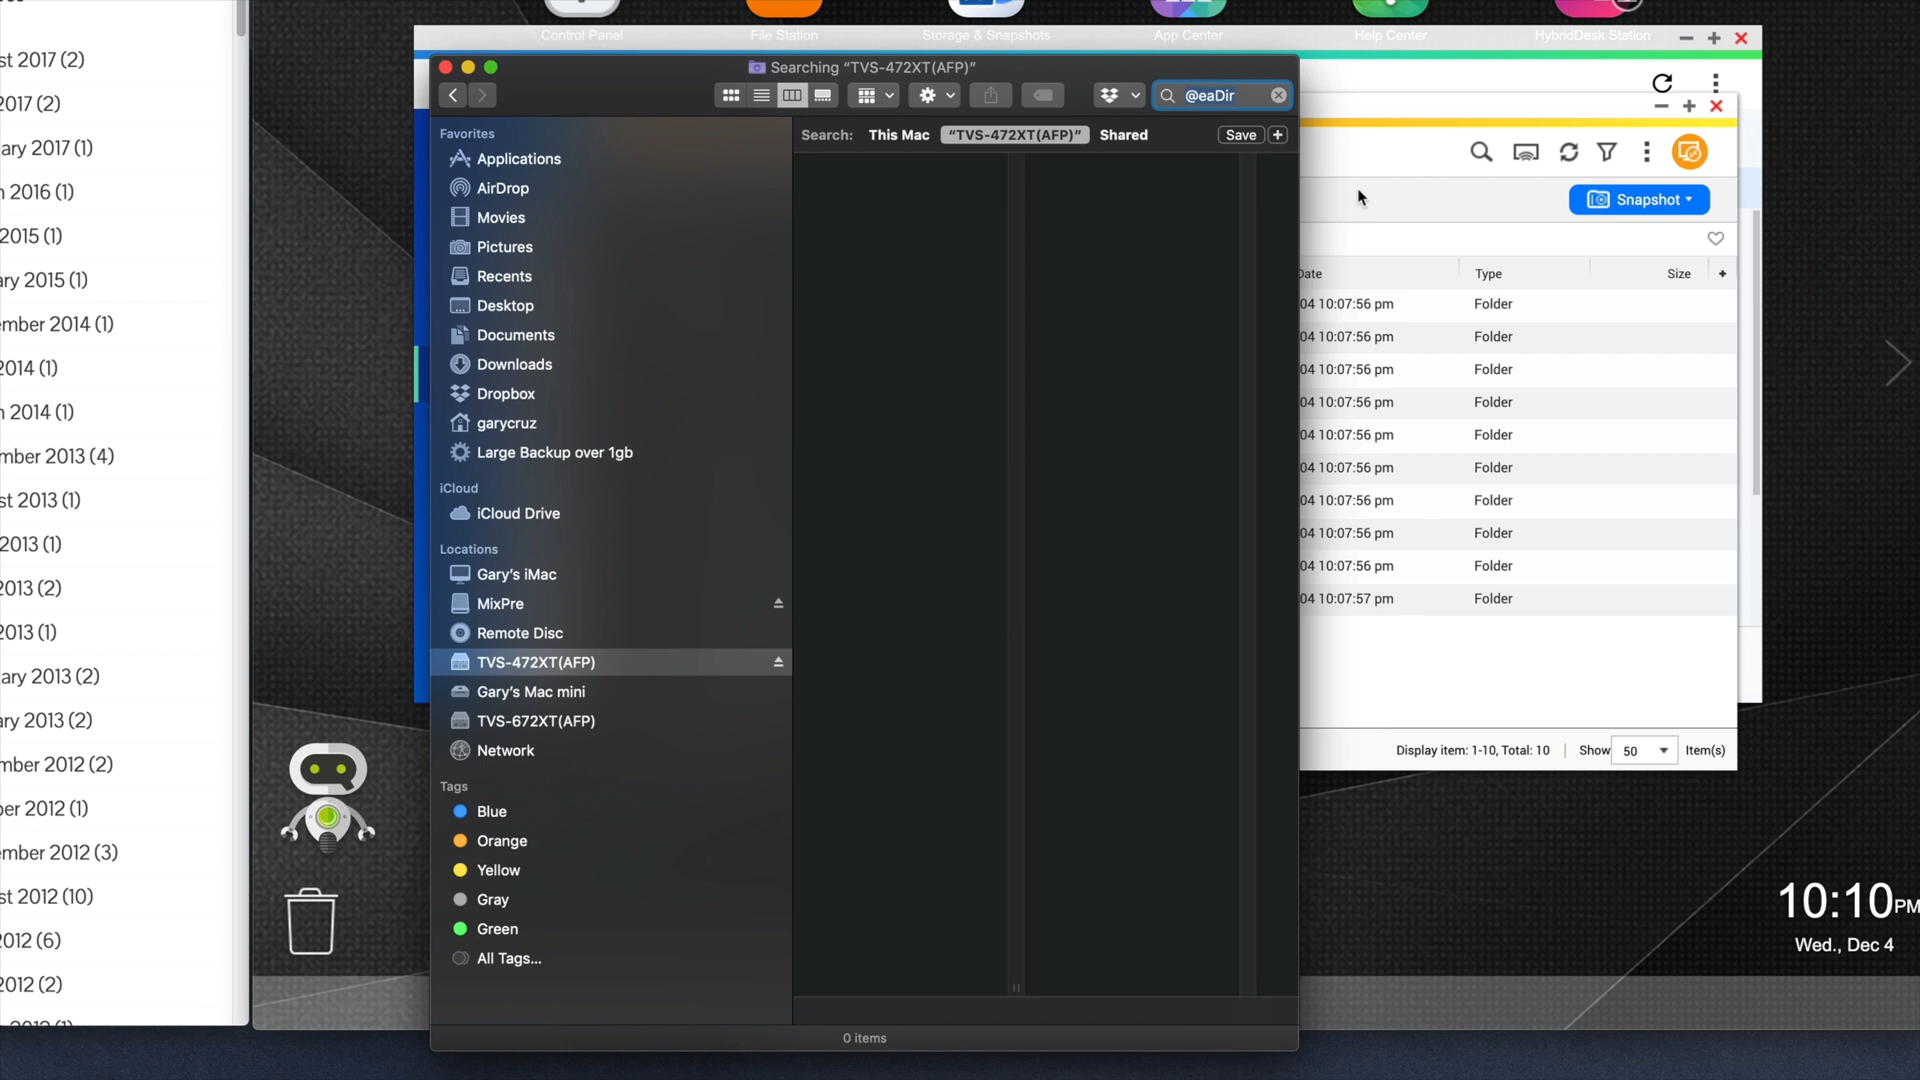 st 2017 (2)
2017 (2)
ary 2017 (1)
2016 (1)
2015 (1)
ary 2015 (1)
ember 2014 (1)
2014 (1)
2014 (1)
mber 2013 (4)
st 2013 (1)
2013 (1)
2013 (2)
2013 (1)
ary 2013 (2)
ary 2013 (2)
mber 2012 (2)
ber 2012 (1)
ember 2012 (3)
st 2012 (10)
2012 (6)
2012 (2)
Control Panel
File Station
Storage & Snapshots
App Center
Help Center
HybridDesk Station
Searching “TVS-472XT(AFP)”
@eaDir
Search: This Mac “TVS-472XT(AFP)” Shared Save +
Favorites
Applications
AirDrop
Movies
Pictures
Recents
Desktop
Documents
Downloads
Dropbox
garycruz
Large Backup over 1gb
iCloud
iCloud Drive
Locations
Gary’s iMac
MixPre
Remote Disc
TVS-472XT(AFP)
Gary’s Mac mini
TVS-672XT(AFP)
Network
Tags
Blue
Orange
Yellow
Gray
Green
All Tags...
0 items
Snapshot
Date Type Size +
04 10:07:56 pm Folder
04 10:07:56 pm Folder
04 10:07:56 pm Folder
04 10:07:56 pm Folder
04 10:07:56 pm Folder
04 10:07:56 pm Folder
04 10:07:56 pm Folder
04 10:07:56 pm Folder
04 10:07:56 pm Folder
04 10:07:57 pm Folder
Display item: 1-10, Total: 10 Show 50 Item(s)
10:10 PM
Wed., Dec 4